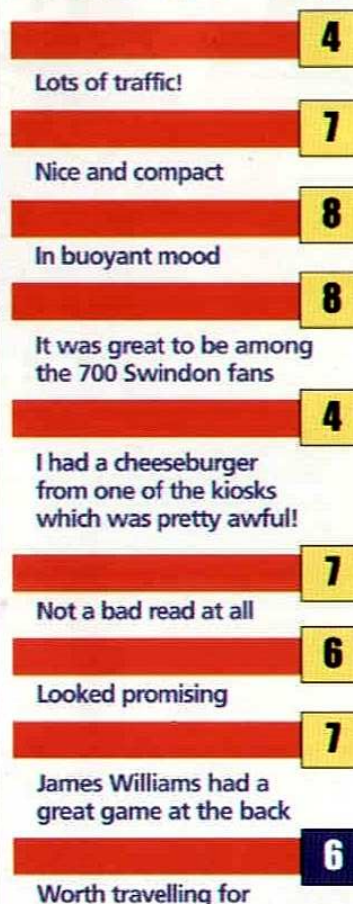 4
Lots of traffic!
7
Nice and compact
8
In buoyant mood
8
It was great to be among
the 700 Swindon fans
4
I had a cheeseburger
from one of the kiosks
which was pretty awful!
7
Not a bad read at all
6
Looked promising
7
James Williams had a
great game at the back
6
Worth travelling for